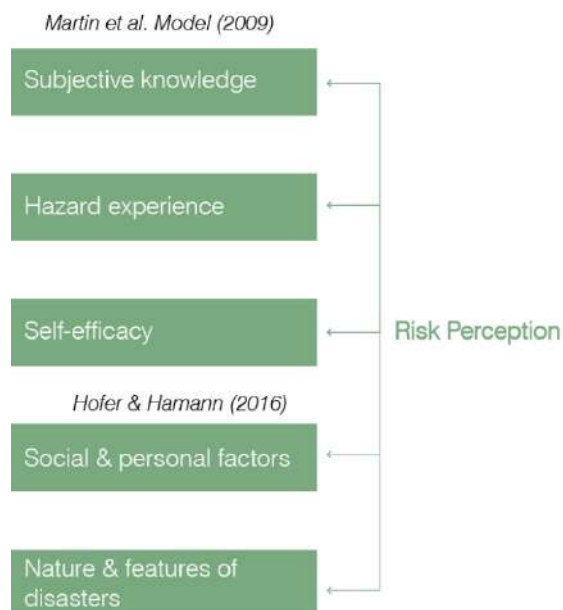 Martin et al. Model (2009)
Subjective knowledge
Hazard experience
Self-efficacy
Risk Perception
Hofer & Hamann (2016)
Social & personal factors
Nature & features of
disasters